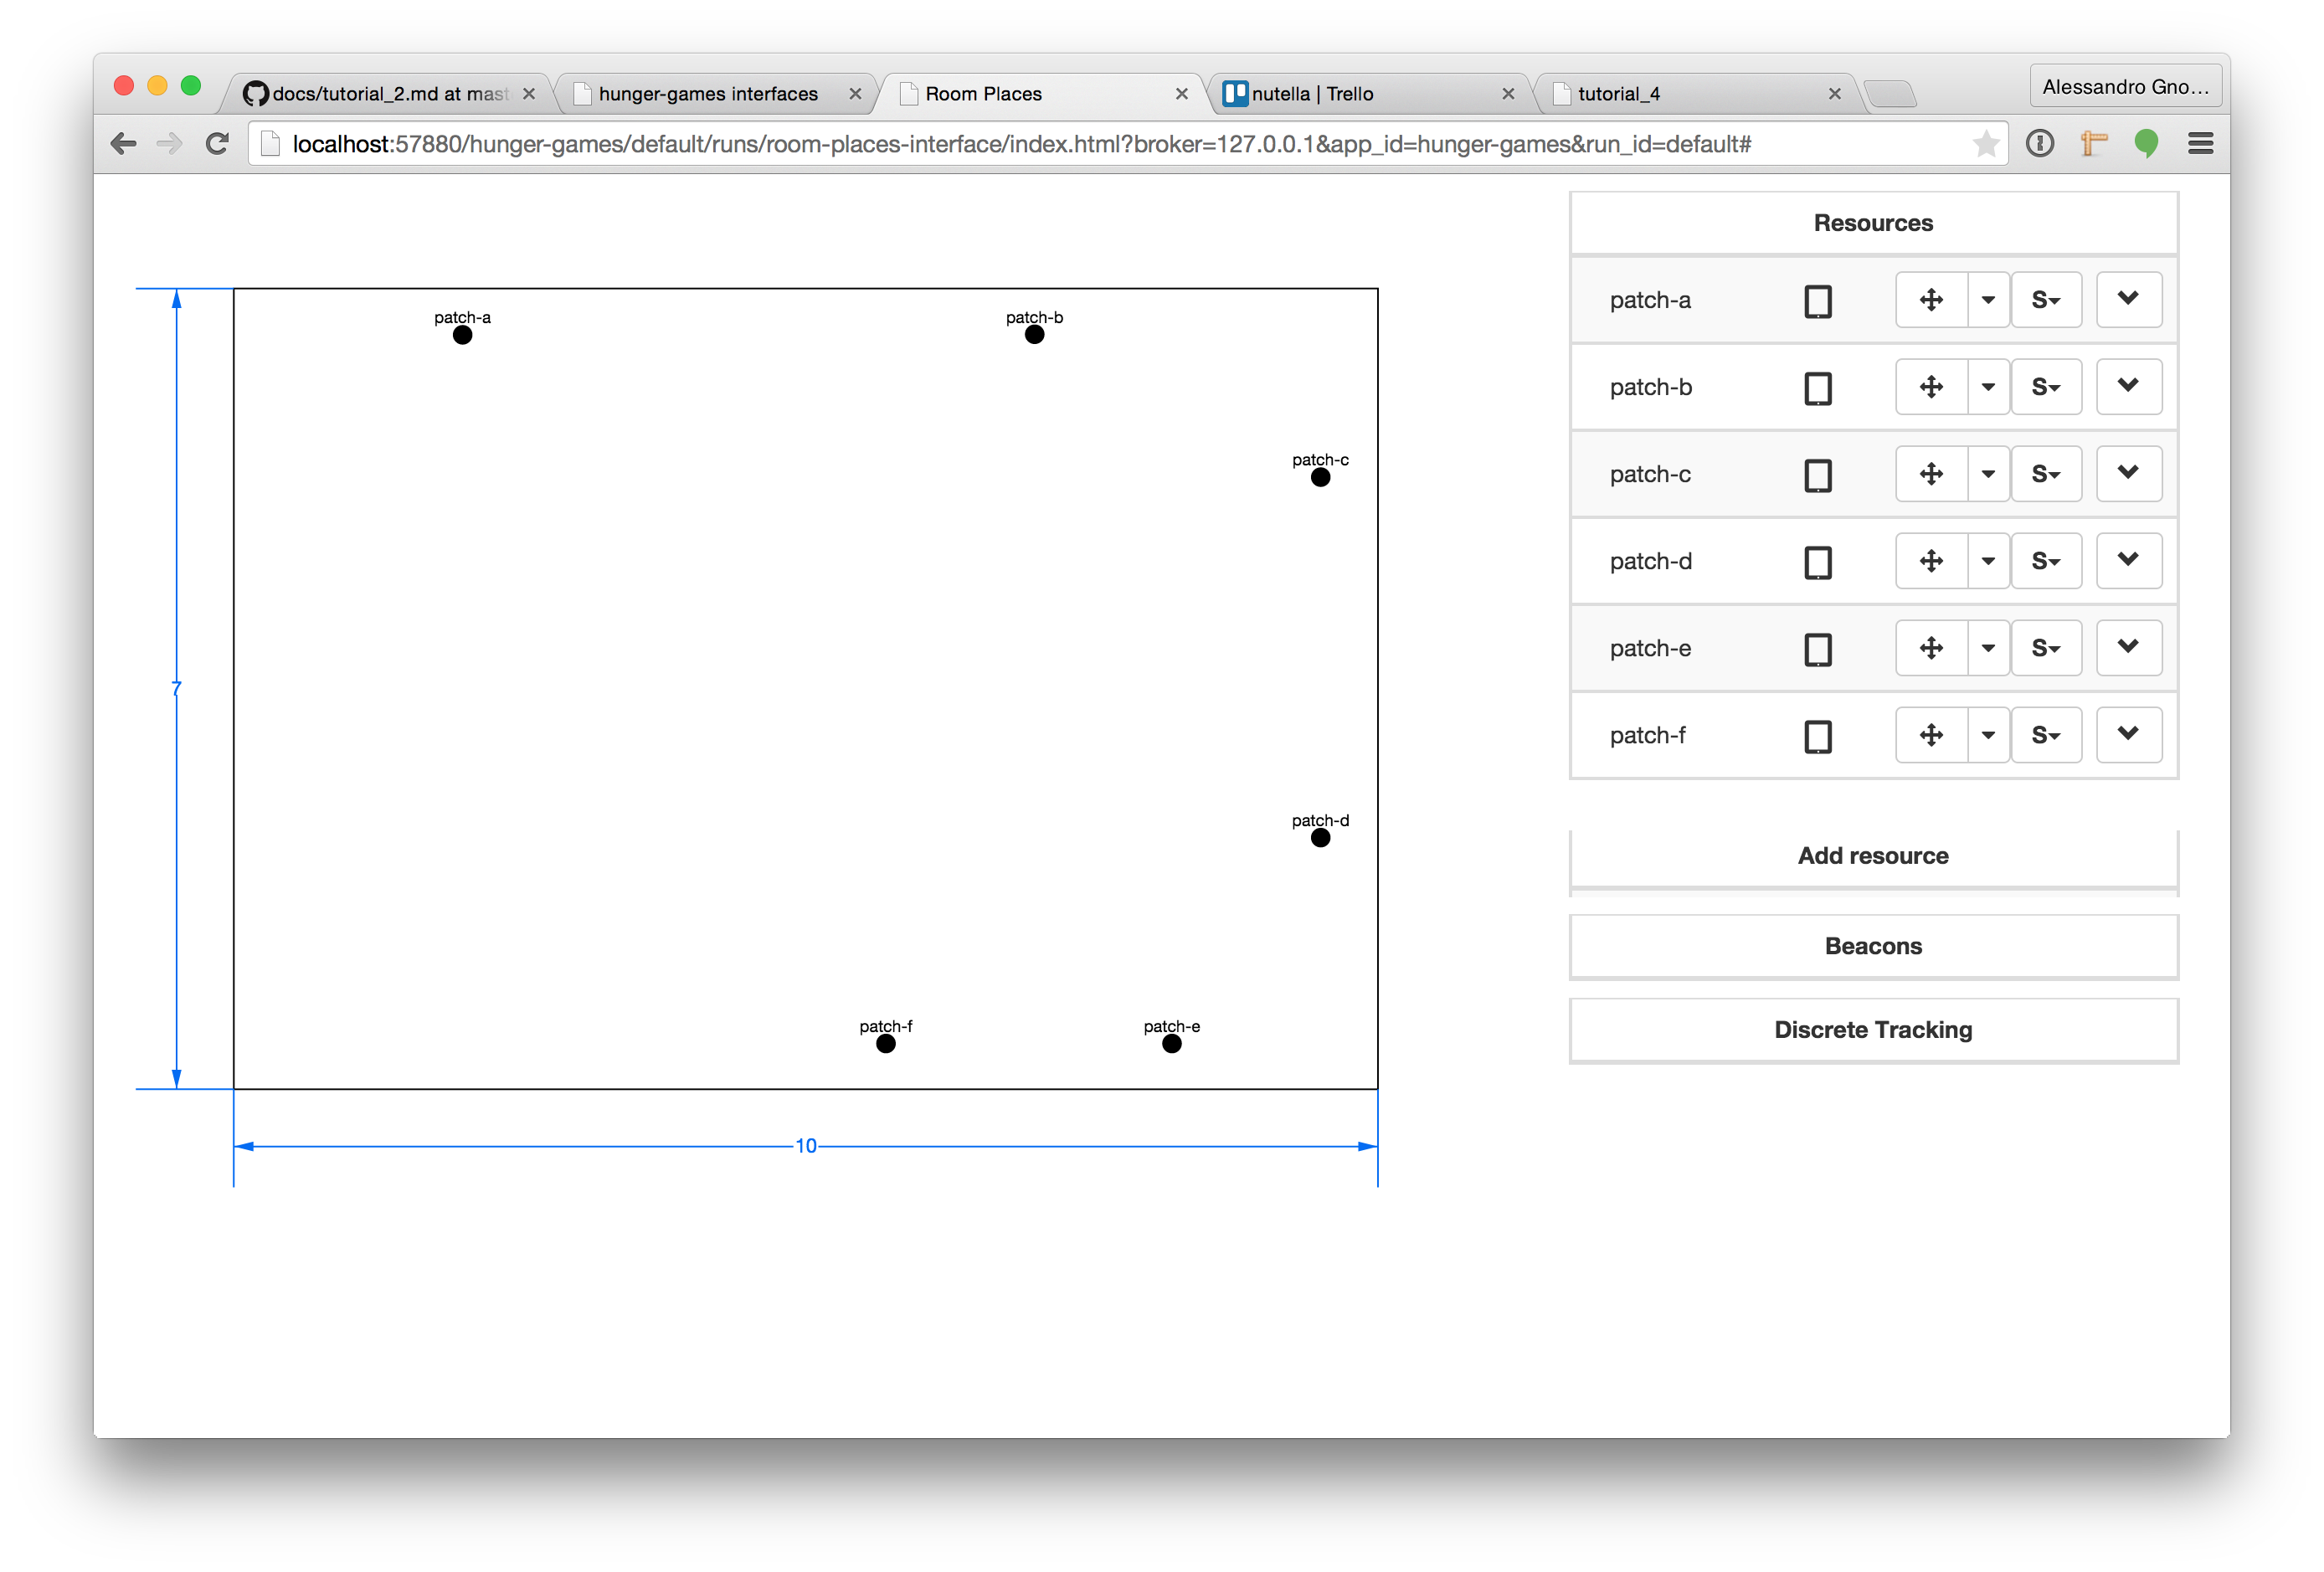 docs/tutorial_2.md at mast
hunger-games interfaces
Room Places
nutella | Trello
tutorial_4
Alessandro Gno...
localhost:57880/hunger-games/default/runs/room-places-interface/index.html?broker=127.0.0.1&app_id=hunger-games&run_id=default#
patch-a
patch-b
patch-c
patch-d
patch-f
patch-e
7
10
Resources
patch-a S
patch-b S
patch-c S
patch-d S
patch-e S
patch-f S
Add resource
Beacons
Discrete Tracking